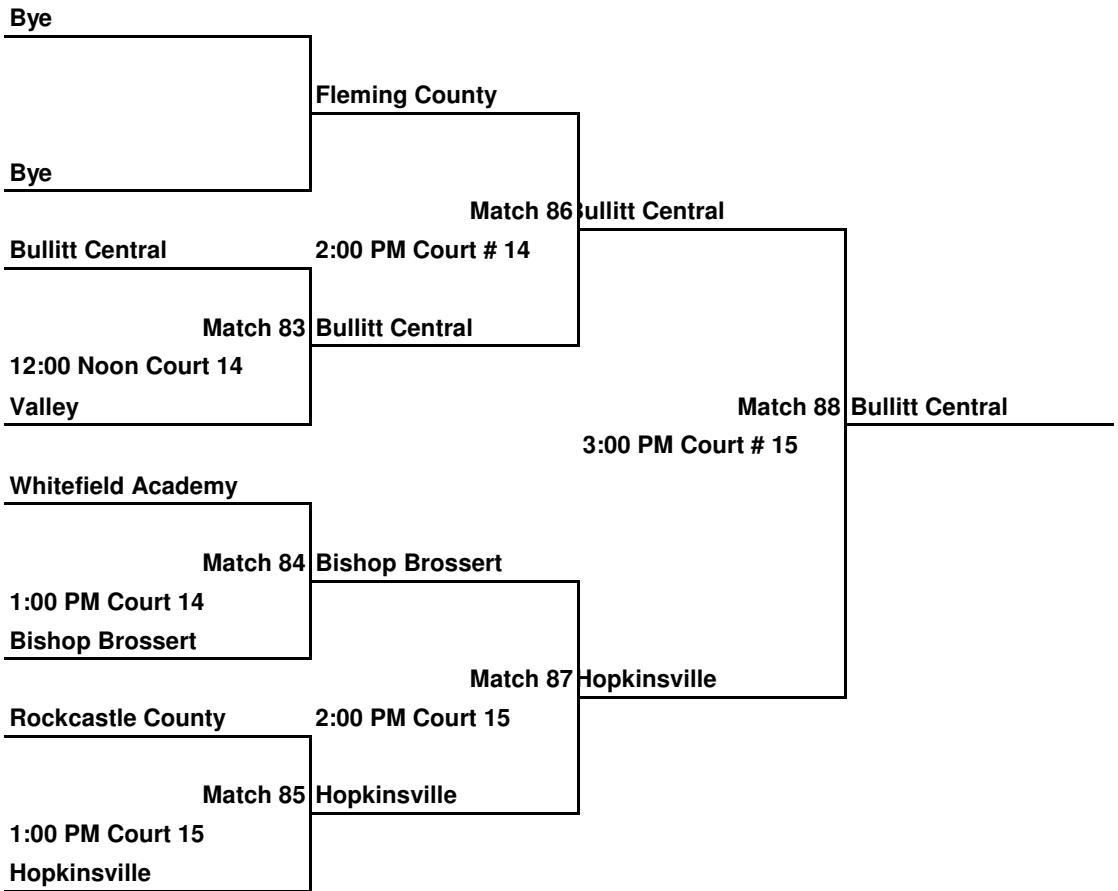 Bye
Fleming County
Bye
Match 86 Bullitt Central
Bullitt Central 2:00 PM Court # 14
Match 83 Bullitt Central
12:00 Noon Court 14
Valley Match 88 Bullitt Central
3:00 PM Court # 15
Whitefield Academy
Match 84 Bishop Brossert
1:00 PM Court 14
Bishop Brossert
Match 87 Hopkinsville
Rockcastle County 2:00 PM Court 15
Match 85 Hopkinsville
1:00 PM Court 15
Hopkinsville